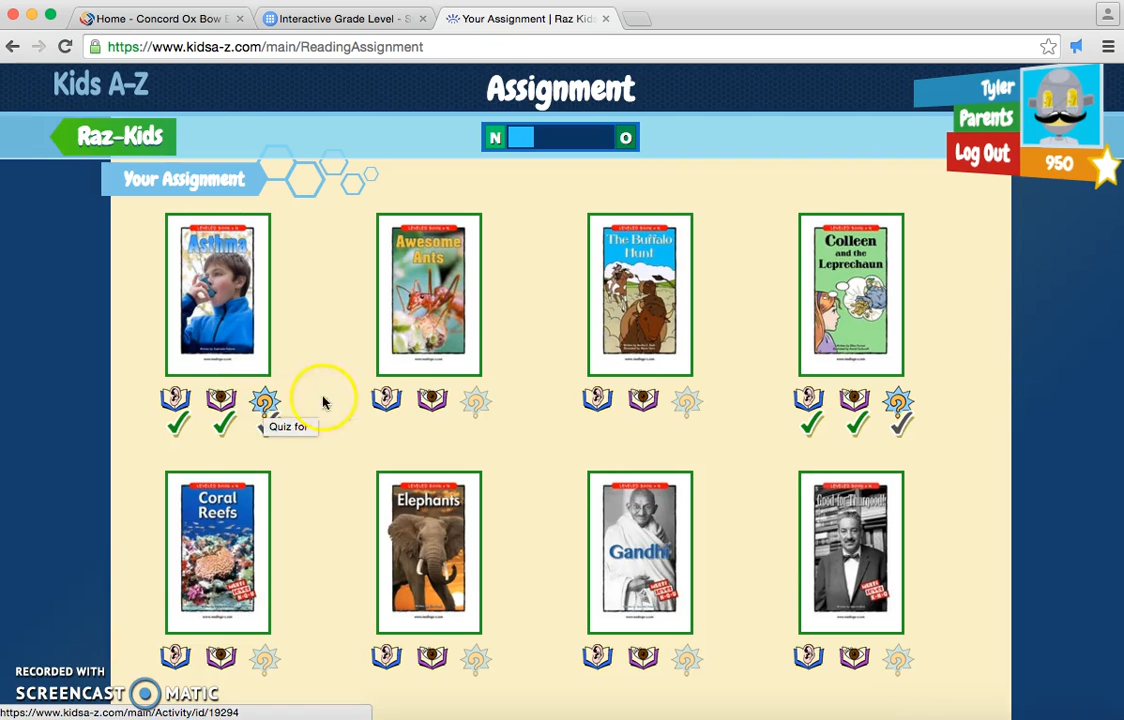 Home - Concord Ox Bow E
Interactive Grade Level - S
Your Assignment | Raz Kids
https://www.kidsa-z.com/main/ReadingAssignment
Kids A-Z
Assignment
Tyler
Parents
Log Out
950
Raz-Kids
N
O
Your Assignment
Asthma
Awesome Ants
The Buffalo Hunt
Colleen and the Leprechaun
Quiz for
Coral Reefs
Elephants
Gandhi
Good for Thurgood!
RECORDED WITH
SCREENCAST MATIC
https://www.kidsa-z.com/main/Activity/id/19294